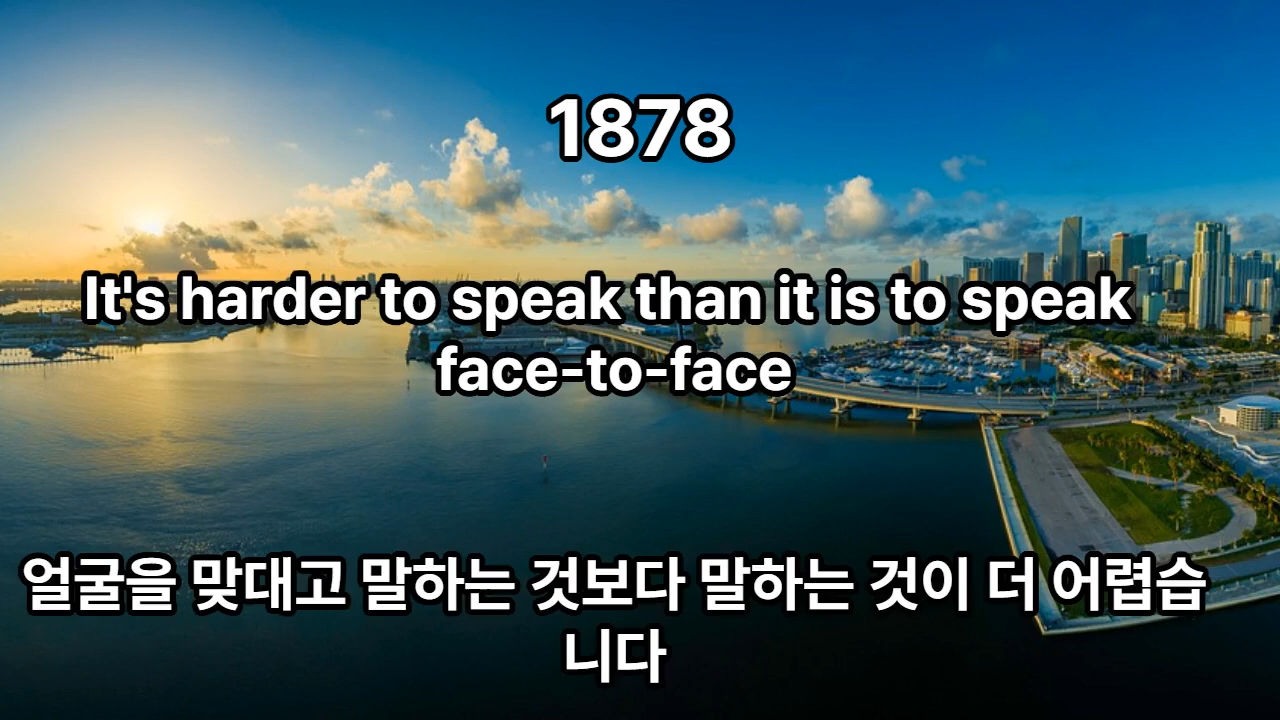 1878
It's harder to speak than it is to speak
face-to-face
얼굴을 맞대고 말하는 것보다 말하는 것이 더 어렵습
니다